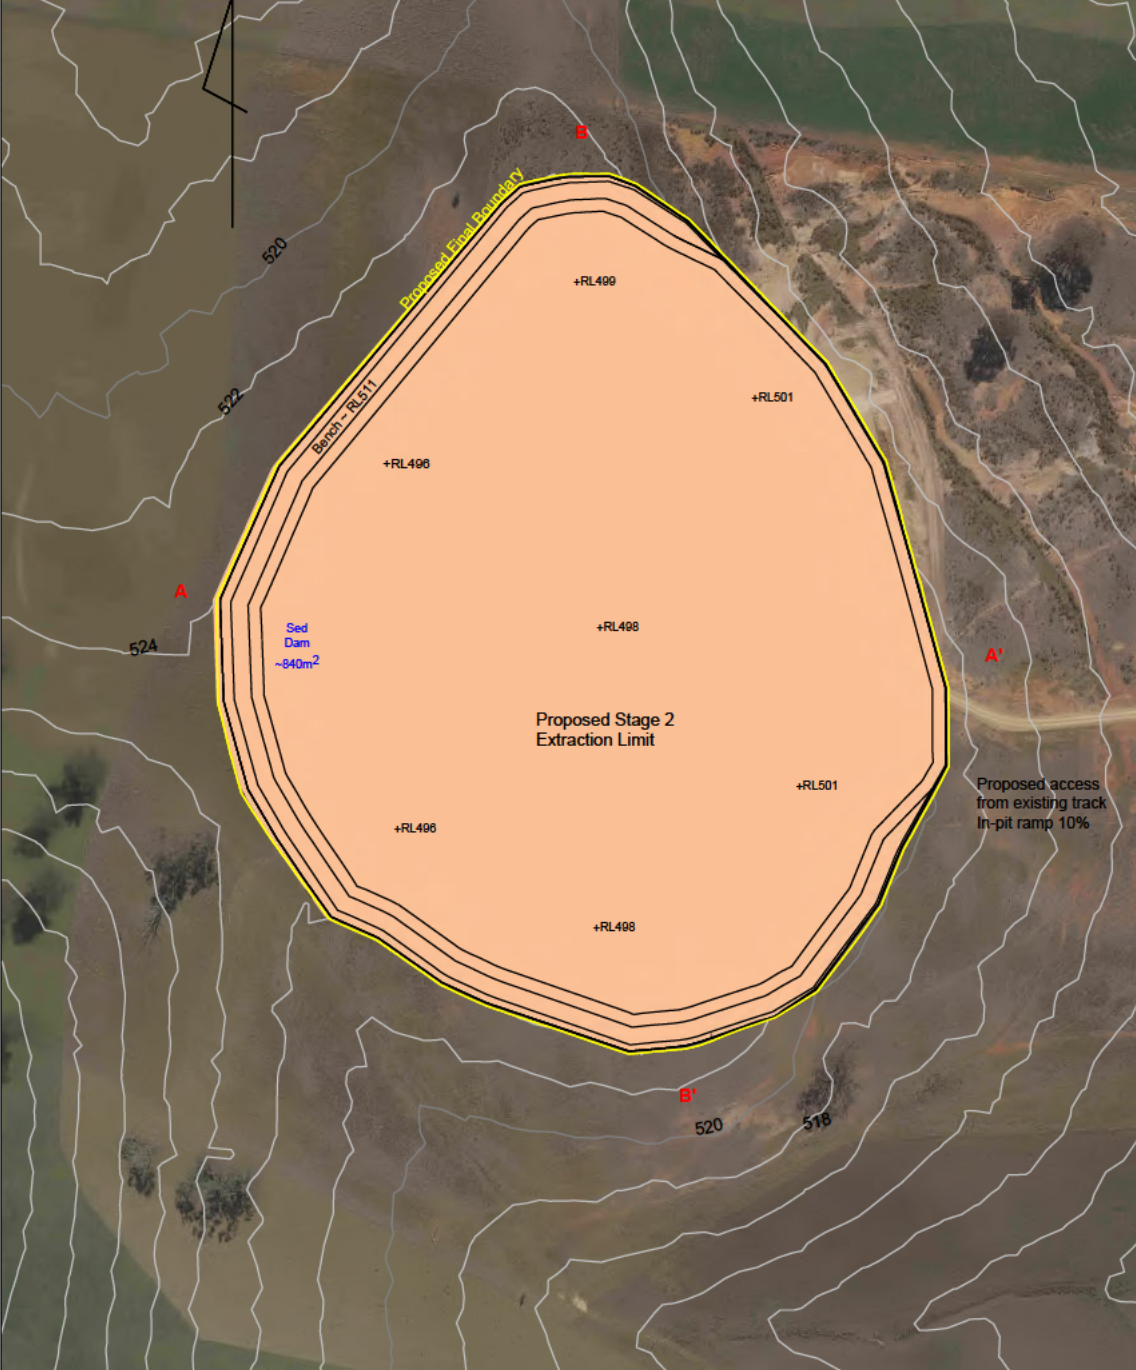 B
Proposed Final Boundary
520
+RL499
522
Bench ~ RL511
+RL501
+RL496
A
524
Sed
Dam
~840m2
+RL498
A'
Proposed Stage 2
Extraction Limit
+RL501
Proposed access
from existing track
In-pit ramp 10%
+RL496
+RL498
B'
520
518